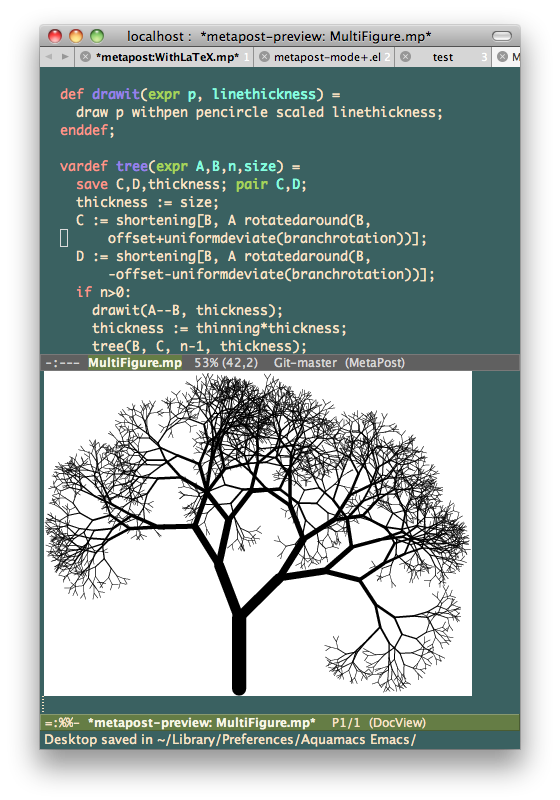 localhost : *metapost-preview: MultiFigure.mp*
*metapost:WithLaTeX.mp* 1 metapost-mode+.el 2 test 3 M
def drawit(expr p, linethickness) =
draw p withpen pencircle scaled linethickness;
enddef;
vardef tree(expr A,B,n,size) =
save C,D,thickness; pair C,D;
thickness := size;
C := shortening[B, A rotatedaround(B,
offset+uniformdeviate(branchrotation))];
D := shortening[B, A rotatedaround(B,
-offset-uniformdeviate(branchrotation))];
if n>0:
drawit(A--B, thickness);
thickness := thinning*thickness;
tree(B, C, n-1, thickness);
-:--- MultiFigure.mp 53% (42,2) Git-master (MetaPost)
=:%%- *metapost-preview: MultiFigure.mp* P1/1 (DocView)
Desktop saved in ~/Library/Preferences/Aquamacs Emacs/